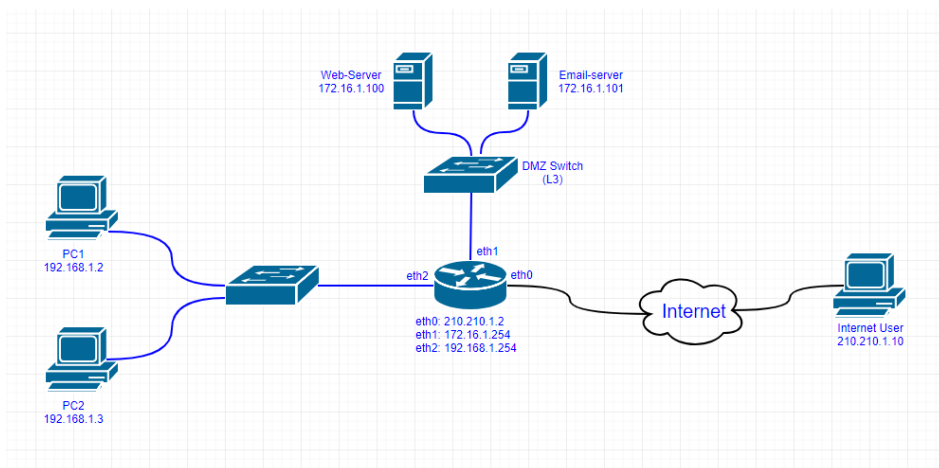 Web-Server
172.16.1.100
Email-server
172.16.1.101
DMZ Switch
(L3)
PC1
192.168.1.2
eth1
eth2
eth0
eth0: 210.210.1.2
eth1: 172.16.1.254
eth2: 192.168.1.254
Internet
Internet User
210.210.1.10
PC2
192.168.1.3